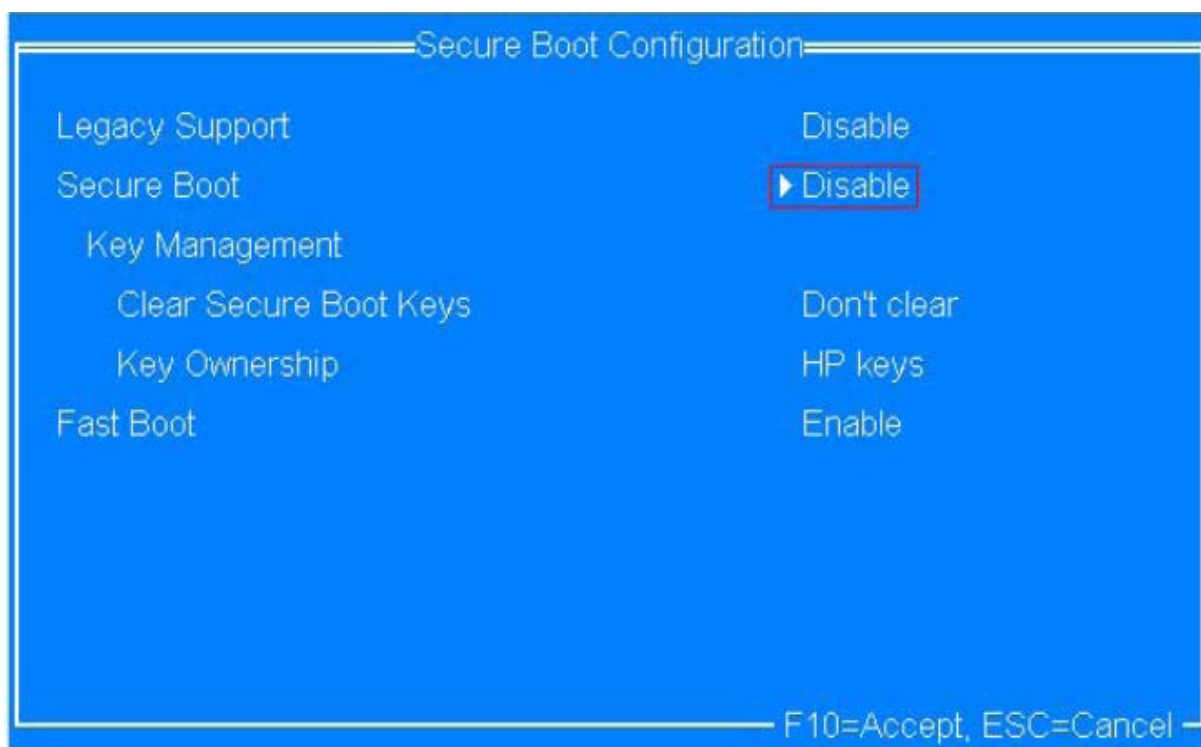 Secure Boot Configuration
Legacy Support Disable
Secure Boot Disable
Key Management
Clear Secure Boot Keys Don't clear
Key Ownership HP keys
Fast Boot Enable
F10=Accept, ESC=Cancel